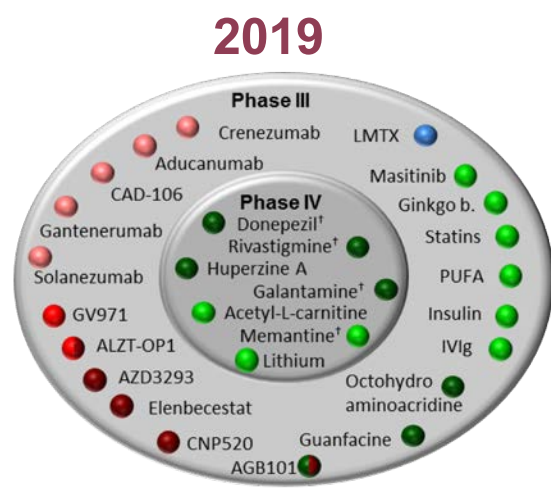 2019
Phase III
Crenezumab
LMTX
Aducanumab
Masitinib
CAD-106
Ginkgo b.
Gantenerumab
Statins
Solanezumab
PUFA
GV971
Insulin
ALZT-OP1
IVIg
AZD3293
Octohydro
aminoacridine
Elenbecestat
CNP520
Guanfacine
AGB101
Phase IV
Donepezil†
Rivastigmine†
Huperzine A
Galantamine†
Acetyl-L-carnitine
Memantine†
Lithium